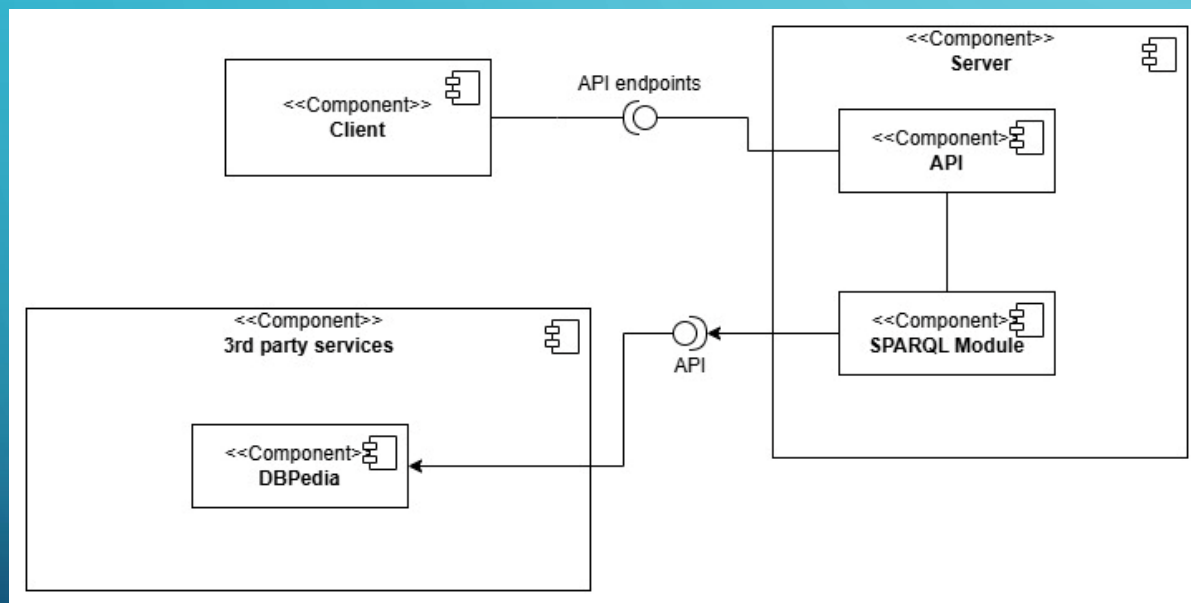 <<Component>>
Server
API endpoints
<<Component>>
Client
<<Component>
API
<<Component>>
3rd party services
<<Component>
SPARQL Module
API
<<Component>
DBPedia